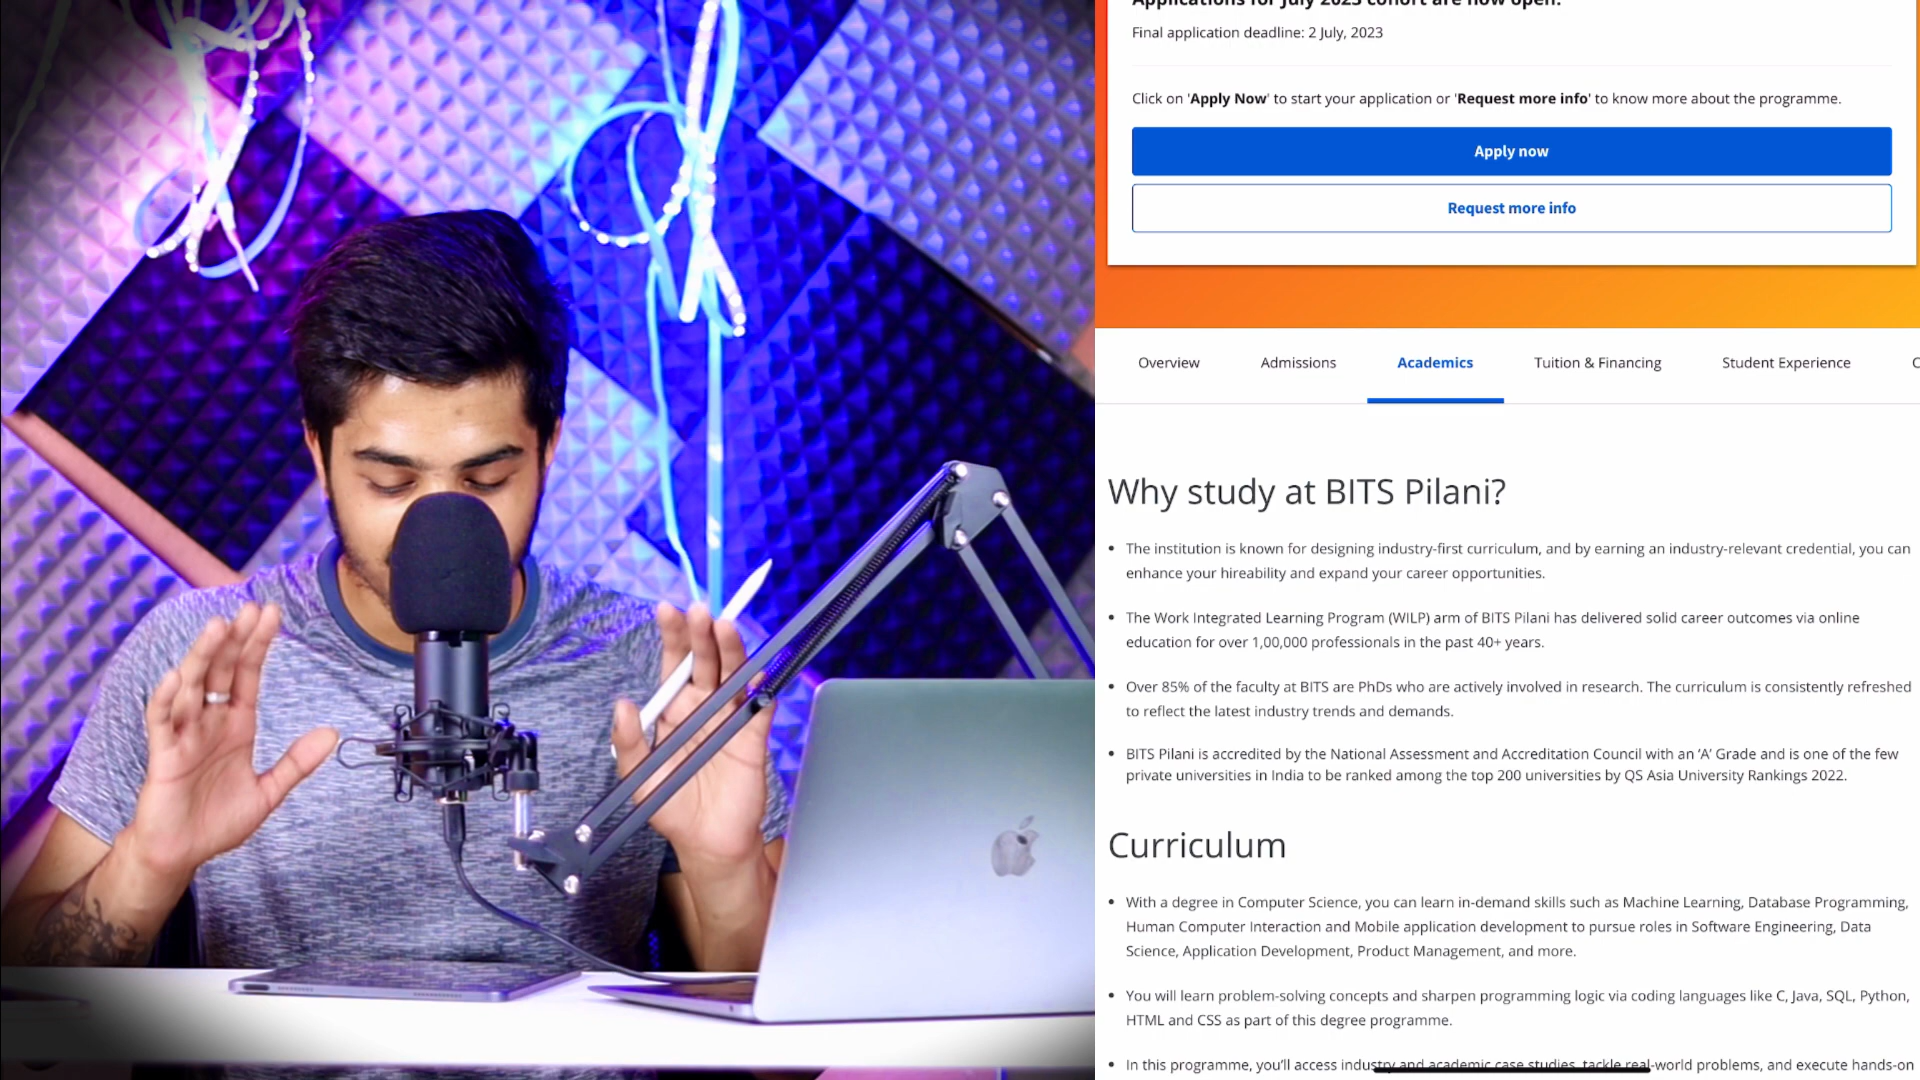 Applications for July 2023 cohort are now open.
Final application deadline: 2 July, 2023
Click on 'Apply Now' to start your application or 'Request more info' to know more about the programme.
Apply now
Request more info
Overview Admissions Academics Tuition & Financing Student Experience
Why study at BITS Pilani?
• The institution is known for designing industry-first curriculum, and by earning an industry-relevant credential, you can
enhance your hireability and expand your career opportunities.
• The Work Integrated Learning Program (WILP) arm of BITS Pilani has delivered solid career outcomes via online
education for over 1,00,000 professionals in the past 40+ years.
• Over 85% of the faculty at BITS are PhDs who are actively involved in research. The curriculum is consistently refreshed
to reflect the latest industry trends and demands.
• BITS Pilani is accredited by the National Assessment and Accreditation Council with an ‘A’ Grade and is one of the few
private universities in India to be ranked among the top 200 universities by QS Asia University Rankings 2022.
Curriculum
• With a degree in Computer Science, you can learn in-demand skills such as Machine Learning, Database Programming,
Human Computer Interaction and Mobile application development to pursue roles in Software Engineering, Data
Science, Application Development, Product Management, and more.
• You will learn problem-solving concepts and sharpen programming logic via coding languages like C, Java, SQL, Python,
HTML and CSS as part of this degree programme.
• In this programme, you’ll access industry and academic case studies, tackle real-world problems, and execute hands-on